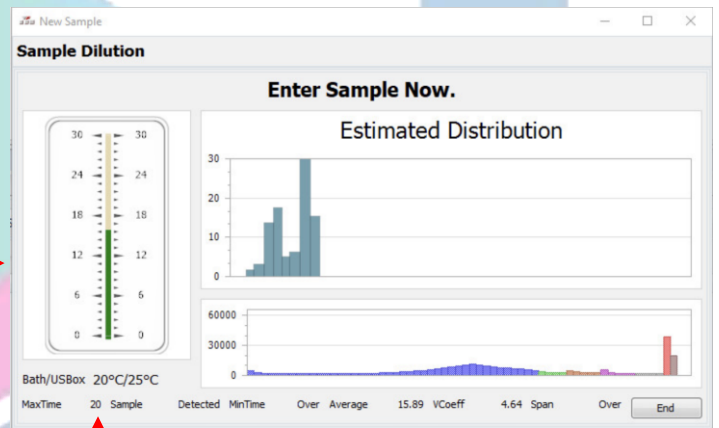 New Sample
Sample Dilution
Enter Sample Now.
30 30
24 24
18 18
12 12
6 6
0 0
Estimated Distribution
30
20
10
0
60000
30000
0
Bath/USBox 20°C/25°C
MaxTime 20 Sample Detected MinTime Over Average 15.89 VCoeff 4.64 Span Over End